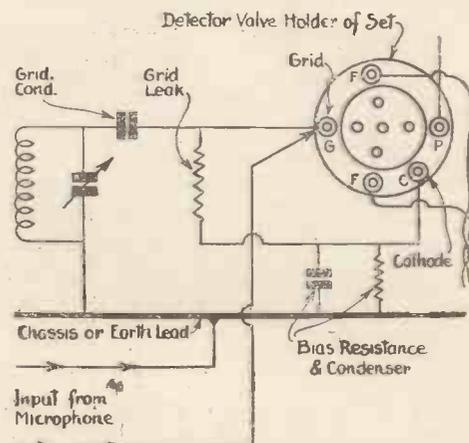 Detector Valve Holder of Set
Grid.
Cond.
Grid
Leak
Grid
F
G
P
F
C
Cathode
Chassis or Earth Lead
Bias Resistance
& Condenser
Input from
Microphone